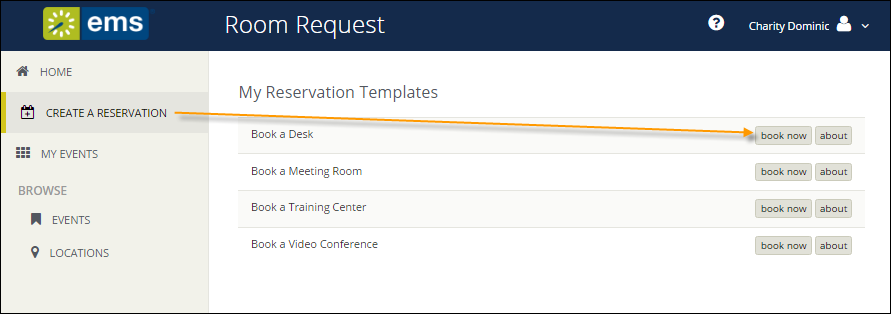 ems
Room Request
?
Charity Dominic
HOME
CREATE A RESERVATION
MY EVENTS
BROWSE
EVENTS
LOCATIONS
My Reservation Templates
Book a Desk book now about
Book a Meeting Room book now about
Book a Training Center book now about
Book a Video Conference book now about